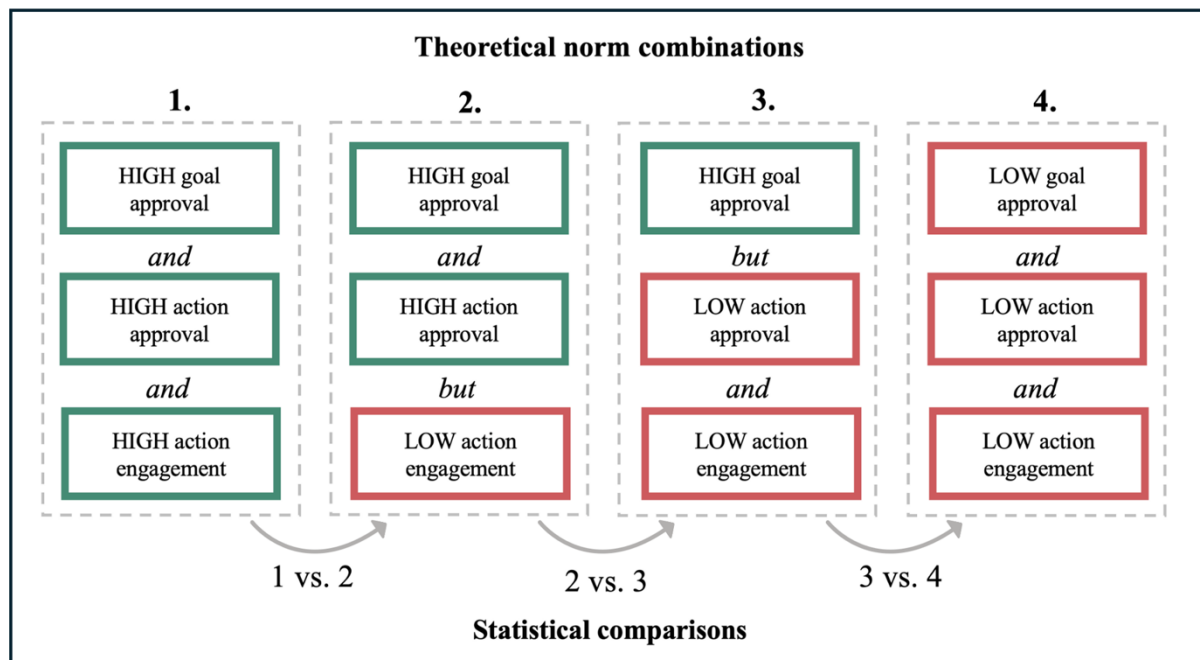 Theoretical norm combinations
1.
HIGH goal
approval
and
HIGH action
approval
and
HIGH action
engagement
2.
HIGH goal
approval
and
HIGH action
approval
but
LOW action
engagement
3.
HIGH goal
approval
but
LOW action
approval
and
LOW action
engagement
4.
LOW goal
approval
and
LOW action
approval
and
LOW action
engagement
1 vs. 2
2 vs. 3
3 vs. 4
Statistical comparisons